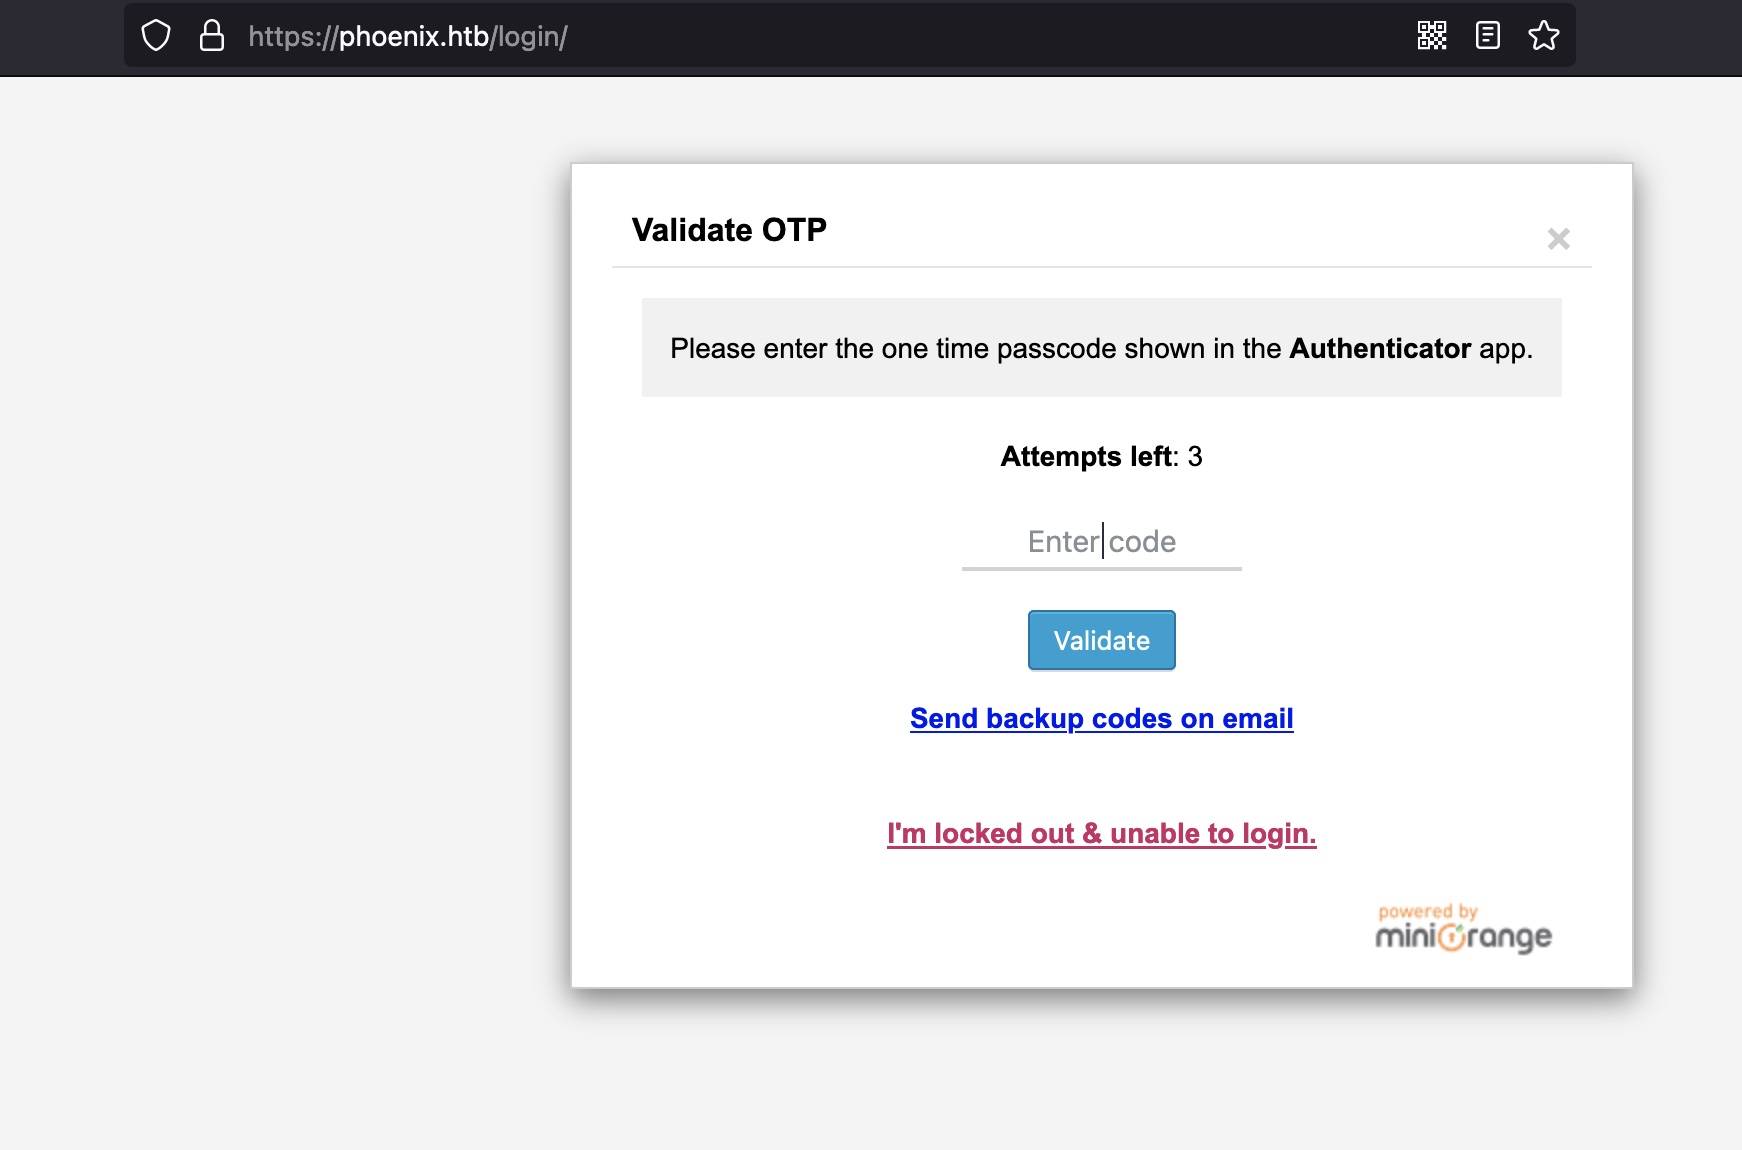 https://phoenix.htb/login/
Validate OTP
Please enter the one time passcode shown in the Authenticator app.
Attempts left: 3
Enter code
Validate
Send backup codes on email
I'm locked out & unable to login.
powered by
miniOrange